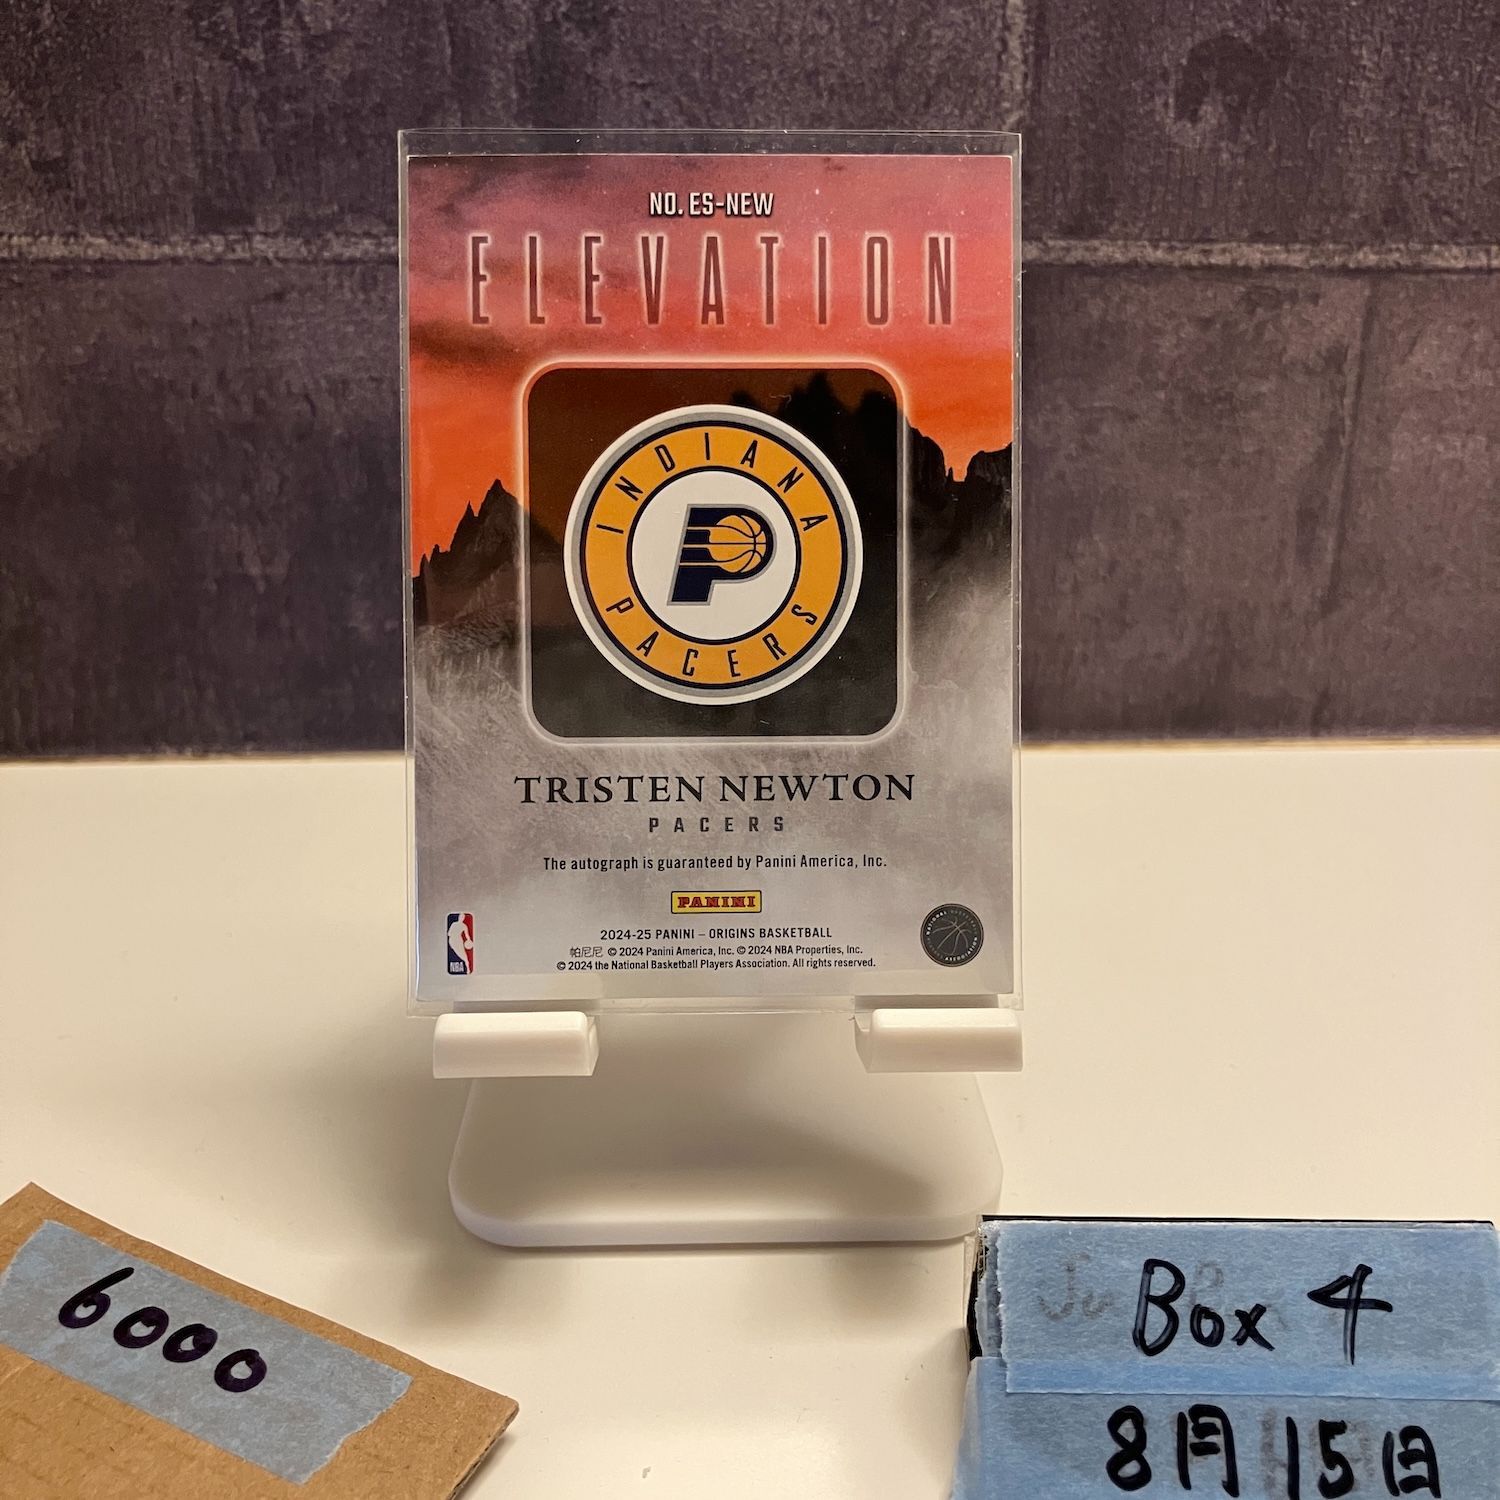 NO. ES-NEW
ELEVATION
INDIANA
PACERS
TRISTEN NEWTON
PACERS
The autograph is guaranteed by Panini America, Inc.
PANINI
2024-25 PANINI – ORIGINS BASKETBALL
帕尼尼 © 2024 Panini America, Inc. © 2024 NBA Properties, Inc.
© 2024 the National Basketball Players Association. All rights reserved.
NBA
6000
Box 4
8月15日